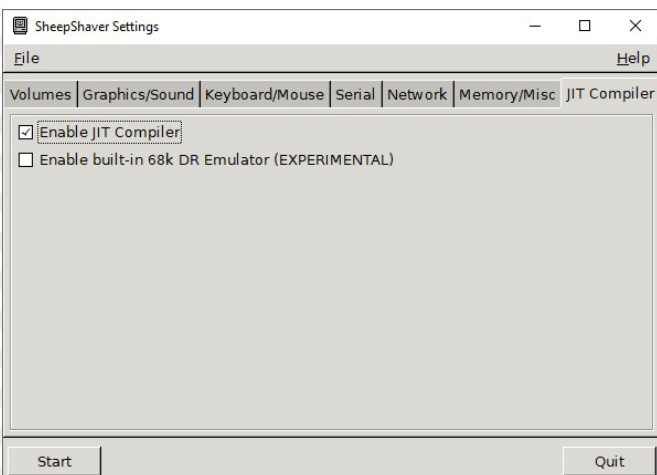 SheepShaver Settings
File Help
Volumes Graphics/Sound Keyboard/Mouse Serial Network Memory/Misc JIT Compiler
Enable JIT Compiler
Enable built-in 68k DR Emulator (EXPERIMENTAL)
Start Quit